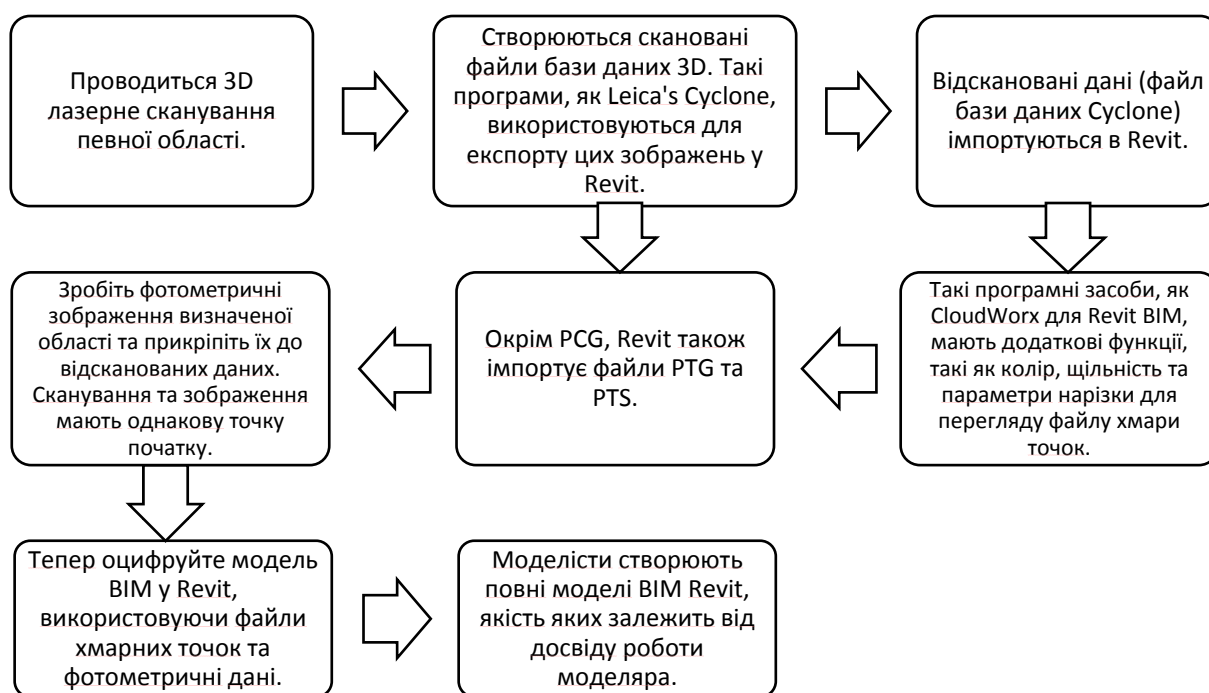 Проводиться 3D
лазерне сканування
певної області.
Створюються скановані
файли бази даних 3D. Такі
програми, як Leica's Cyclone,
використовуються для
експорту цих зображень у
Revit.
Відскановані дані (файл
бази даних Cyclone)
імпортуються в Revit.
Такі програмні засоби, як
CloudWorx для Revit BIM,
мають додаткові функції,
такі як колір, щільність та
параметри нарізки для
перегляду файлу хмари
точок.
Окрім PCG, Revit також
імпортує файли PTG та
PTS.
Зробіть фотометричні
зображення визначеної
області та прикріпіть їх до
відсканованих даних.
Сканування та зображення
мають однакову точку
початку.
Тепер оцифруйте модель
BIM у Revit,
використовуючи файли
хмарних точок та
фотометричні дані.
Моделісти створюють
повні моделі BIM Revit,
якість яких залежить від
досвіду роботи
моделяра.